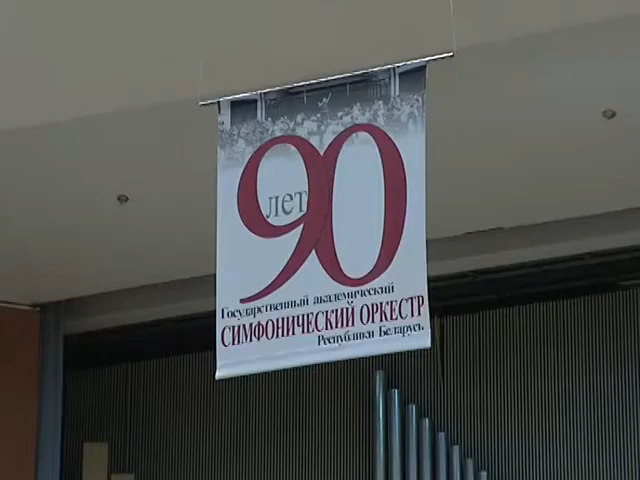 90
лет
Государственный академический
СИМФОНИЧЕСКИЙ ОРКЕСТР
Республики Беларусь